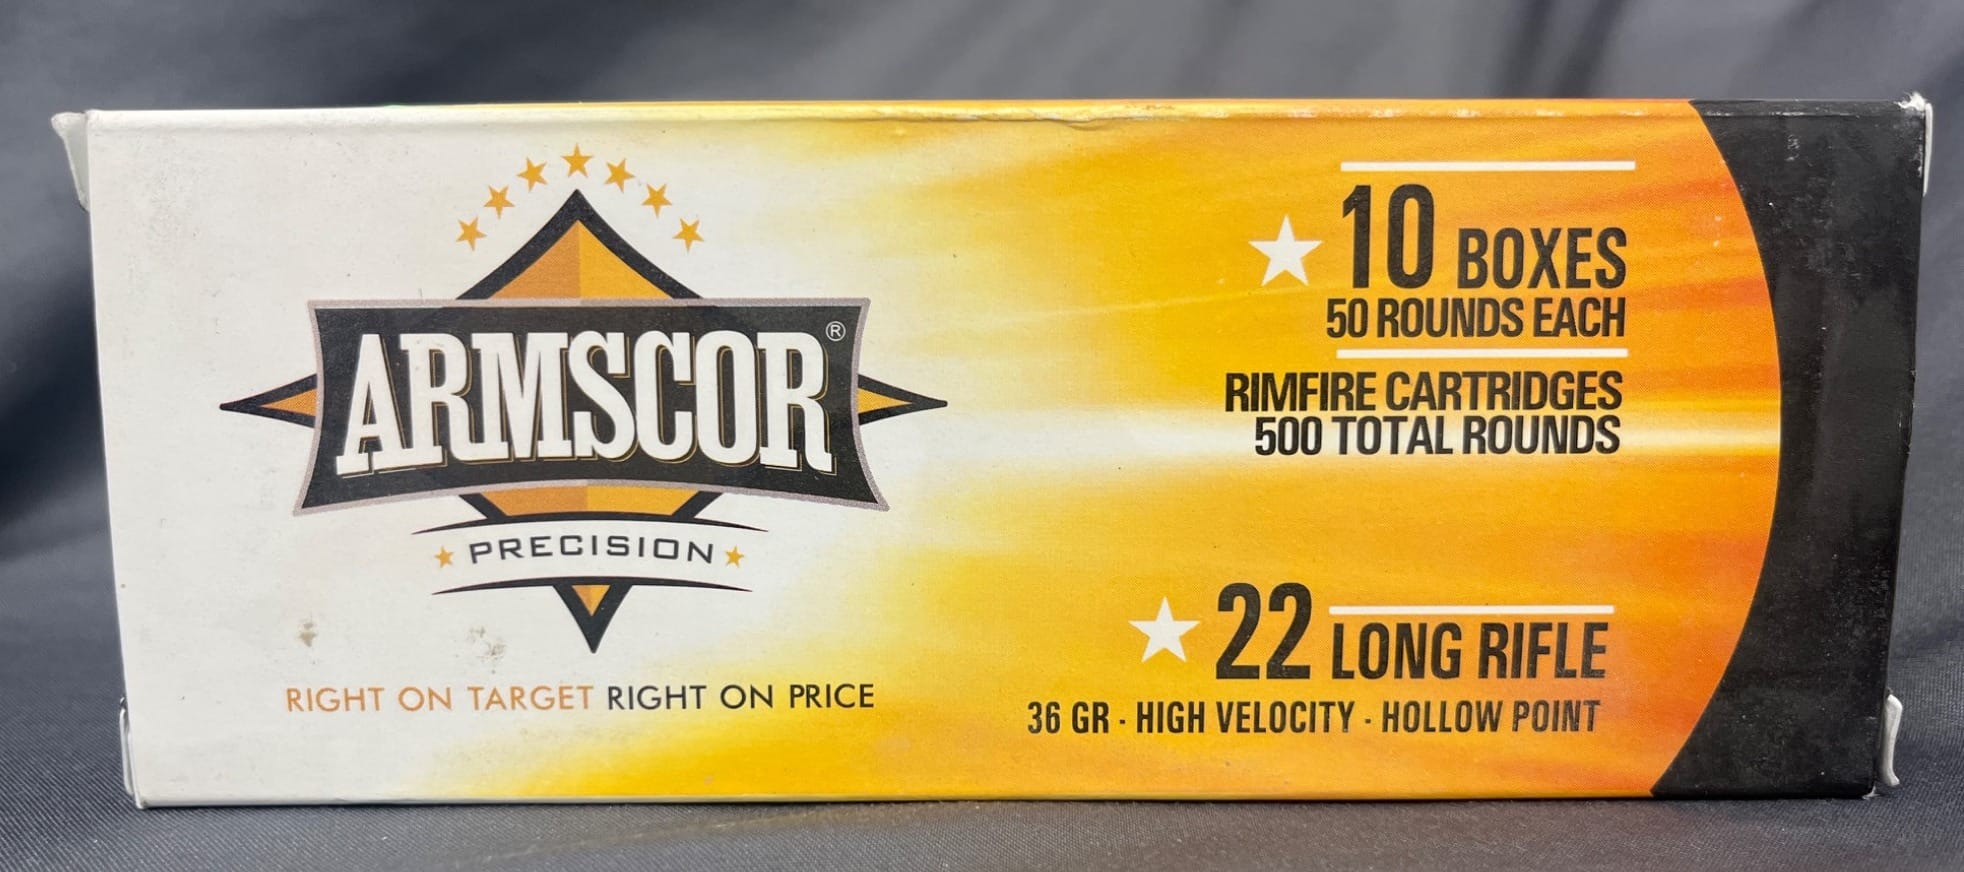 ARMSCOR®
PRECISION
RIGHT ON TARGET RIGHT ON PRICE
10 BOXES
50 ROUNDS EACH
RIMFIRE CARTRIDGES
500 TOTAL ROUNDS
22 LONG RIFLE
36 GR · HIGH VELOCITY · HOLLOW POINT